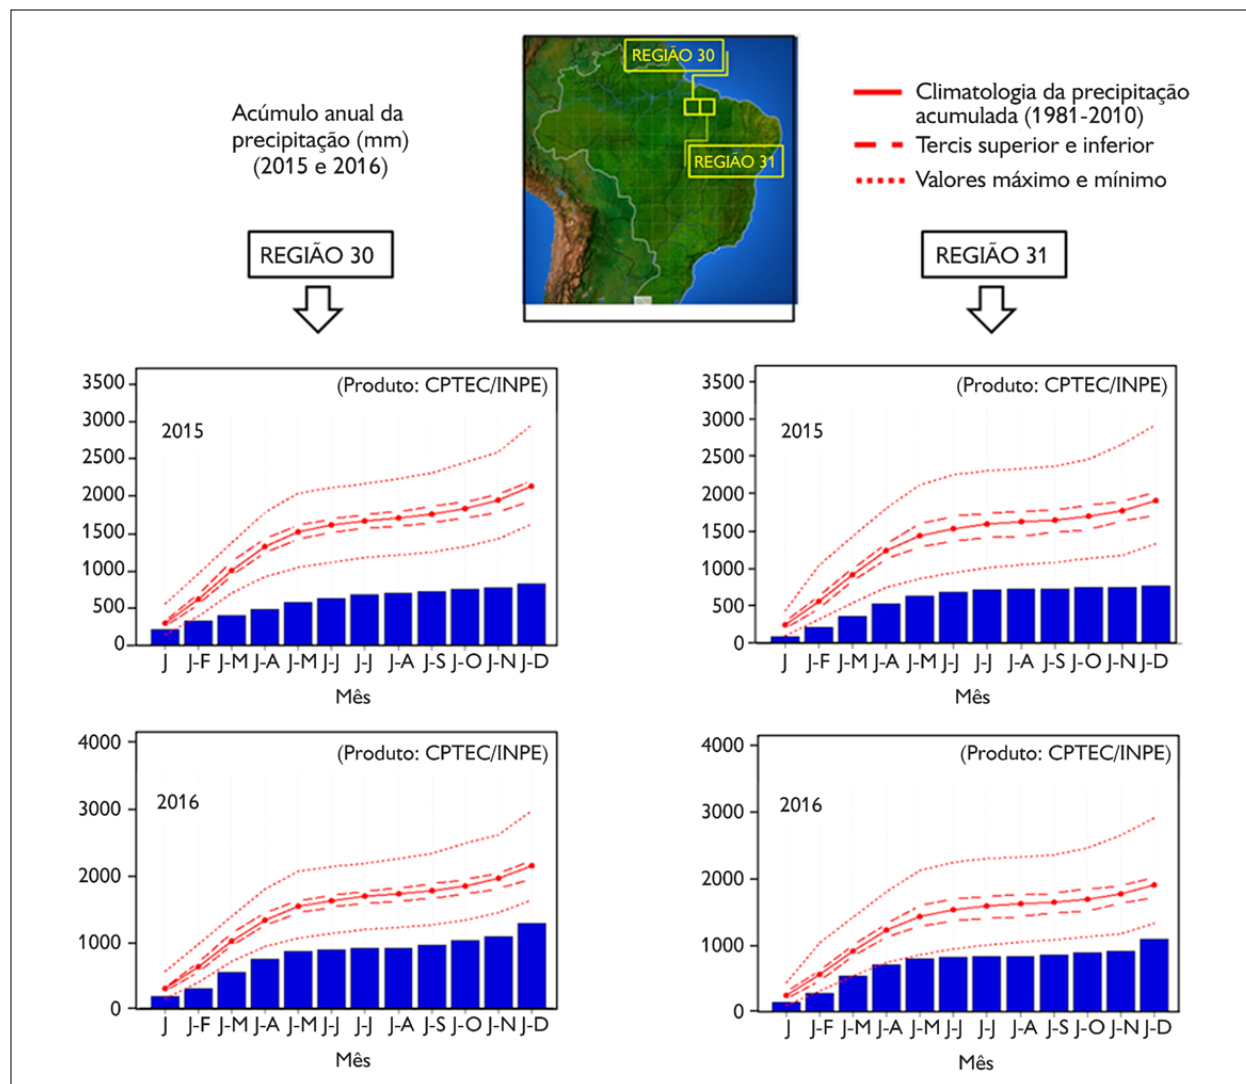 Acúmulo anual da
precipitação (mm)
(2015 e 2016)
REGIÃO 30
REGIÃO 31
Climatologia da precipitação
acumulada (1981-2010)
Tercis superior e inferior
Valores máximo e mínimo
REGIÃO 30
REGIÃO 31
(Produto: CPTEC/INPE)
2015
3500
3000
2500
2000
1500
1000
500
0
J J-F J-M J-A J-M J-J J-J J-A J-S J-O J-N J-D
Mês
(Produto: CPTEC/INPE)
2015
3500
3000
2500
2000
1500
1000
500
0
J J-F J-M J-A J-M J-J J-J J-A J-S J-O J-N J-D
Mês
(Produto: CPTEC/INPE)
2016
4000
3000
2000
1000
0
J J-F J-M J-A J-M J-J J-J J-A J-S J-O J-N J-D
Mês
(Produto: CPTEC/INPE)
2016
4000
3000
2000
1000
0
J J-F J-M J-A J-M J-J J-J J-A J-S J-O J-N J-D
Mês